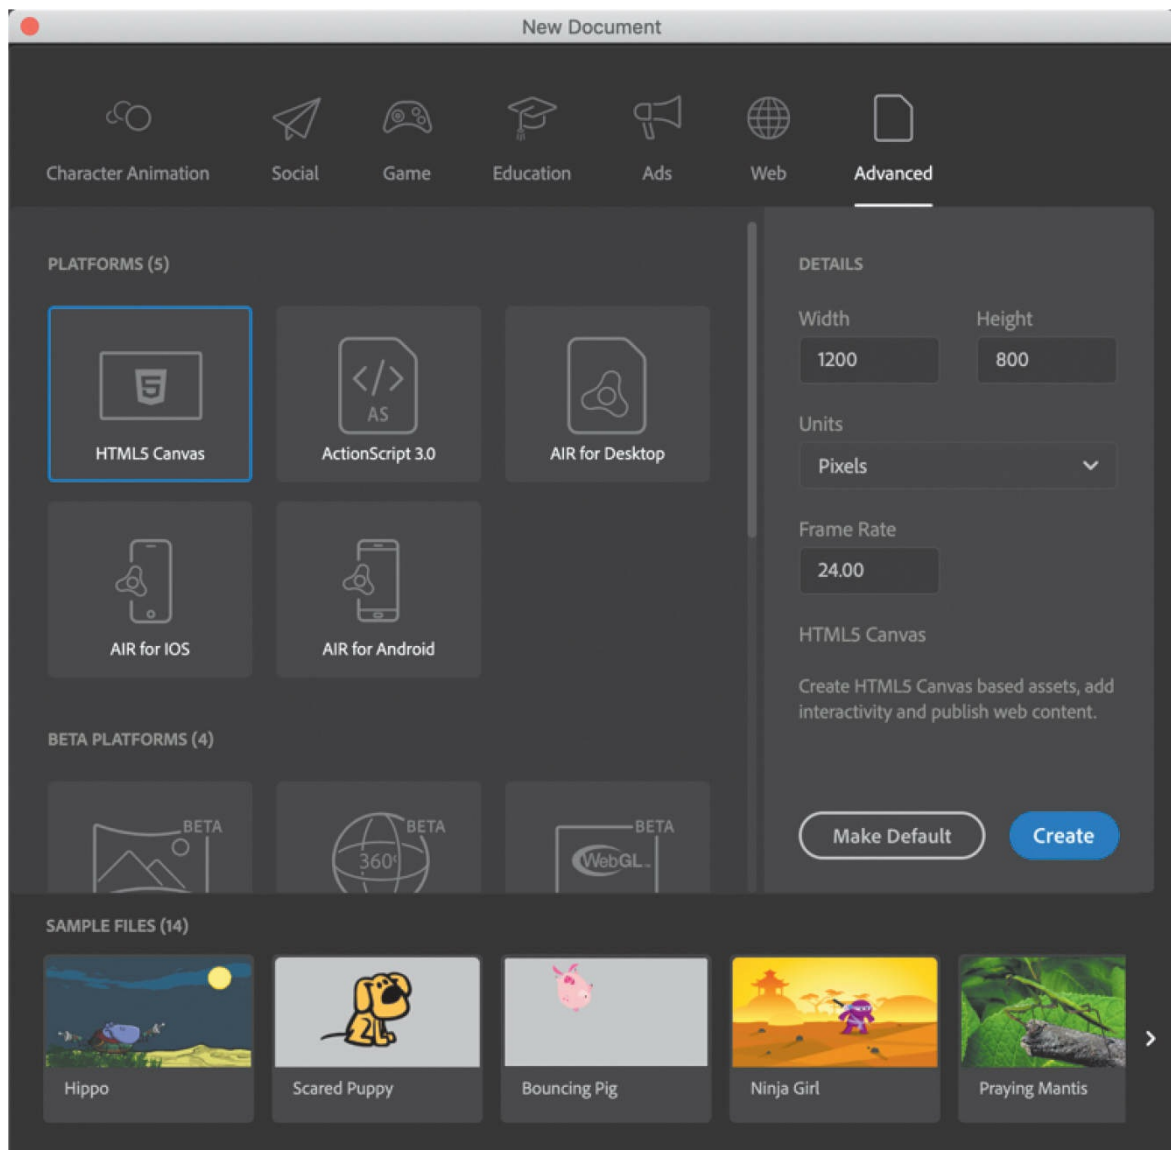 New Document
Character Animation
Social
Game
Education
Ads
Web
Advanced
PLATFORMS (5)
5
HTML5 Canvas
</>
AS
ActionScript 3.0
AIR for Desktop
AIR for IOS
AIR for Android
BETA PLATFORMS (4)
BETA
BETA
360°
BETA
WebGL
DETAILS
Width
Height
1200
800
Units
Pixels
Frame Rate
24.00
HTML5 Canvas
Create HTML5 Canvas based assets, add
interactivity and publish web content.
Make Default
Create
SAMPLE FILES (14)
Hippo
Scared Puppy
Bouncing Pig
Ninja Girl
Praying Mantis